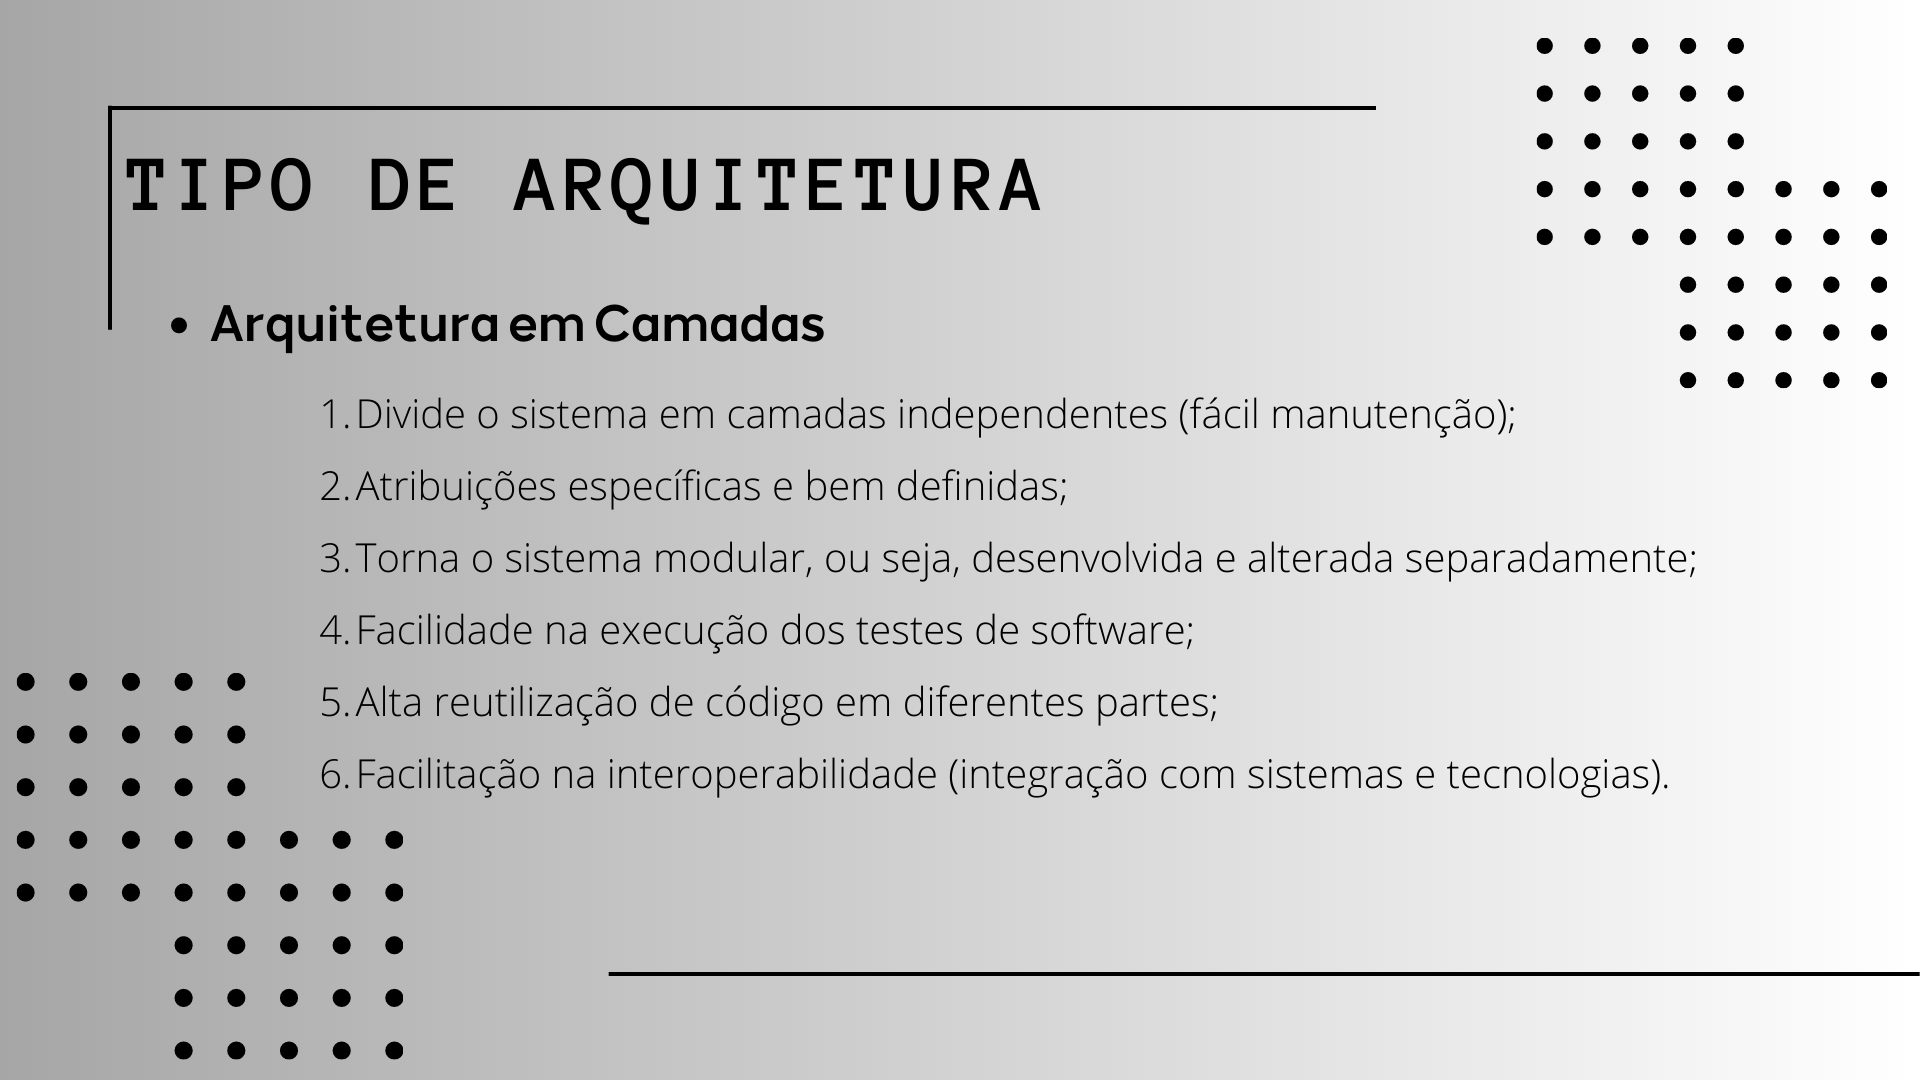 TIPO DE ARQUITETURA
• Arquitetura em Camadas
1. Divide o sistema em camadas independentes (fácil manutenção);
2. Atribuições específicas e bem definidas;
3. Torna o sistema modular, ou seja, desenvolvida e alterada separadamente;
4. Facilidade na execução dos testes de software;
5. Alta reutilização de código em diferentes partes;
6. Facilitação na interoperabilidade (integração com sistemas e tecnologias).